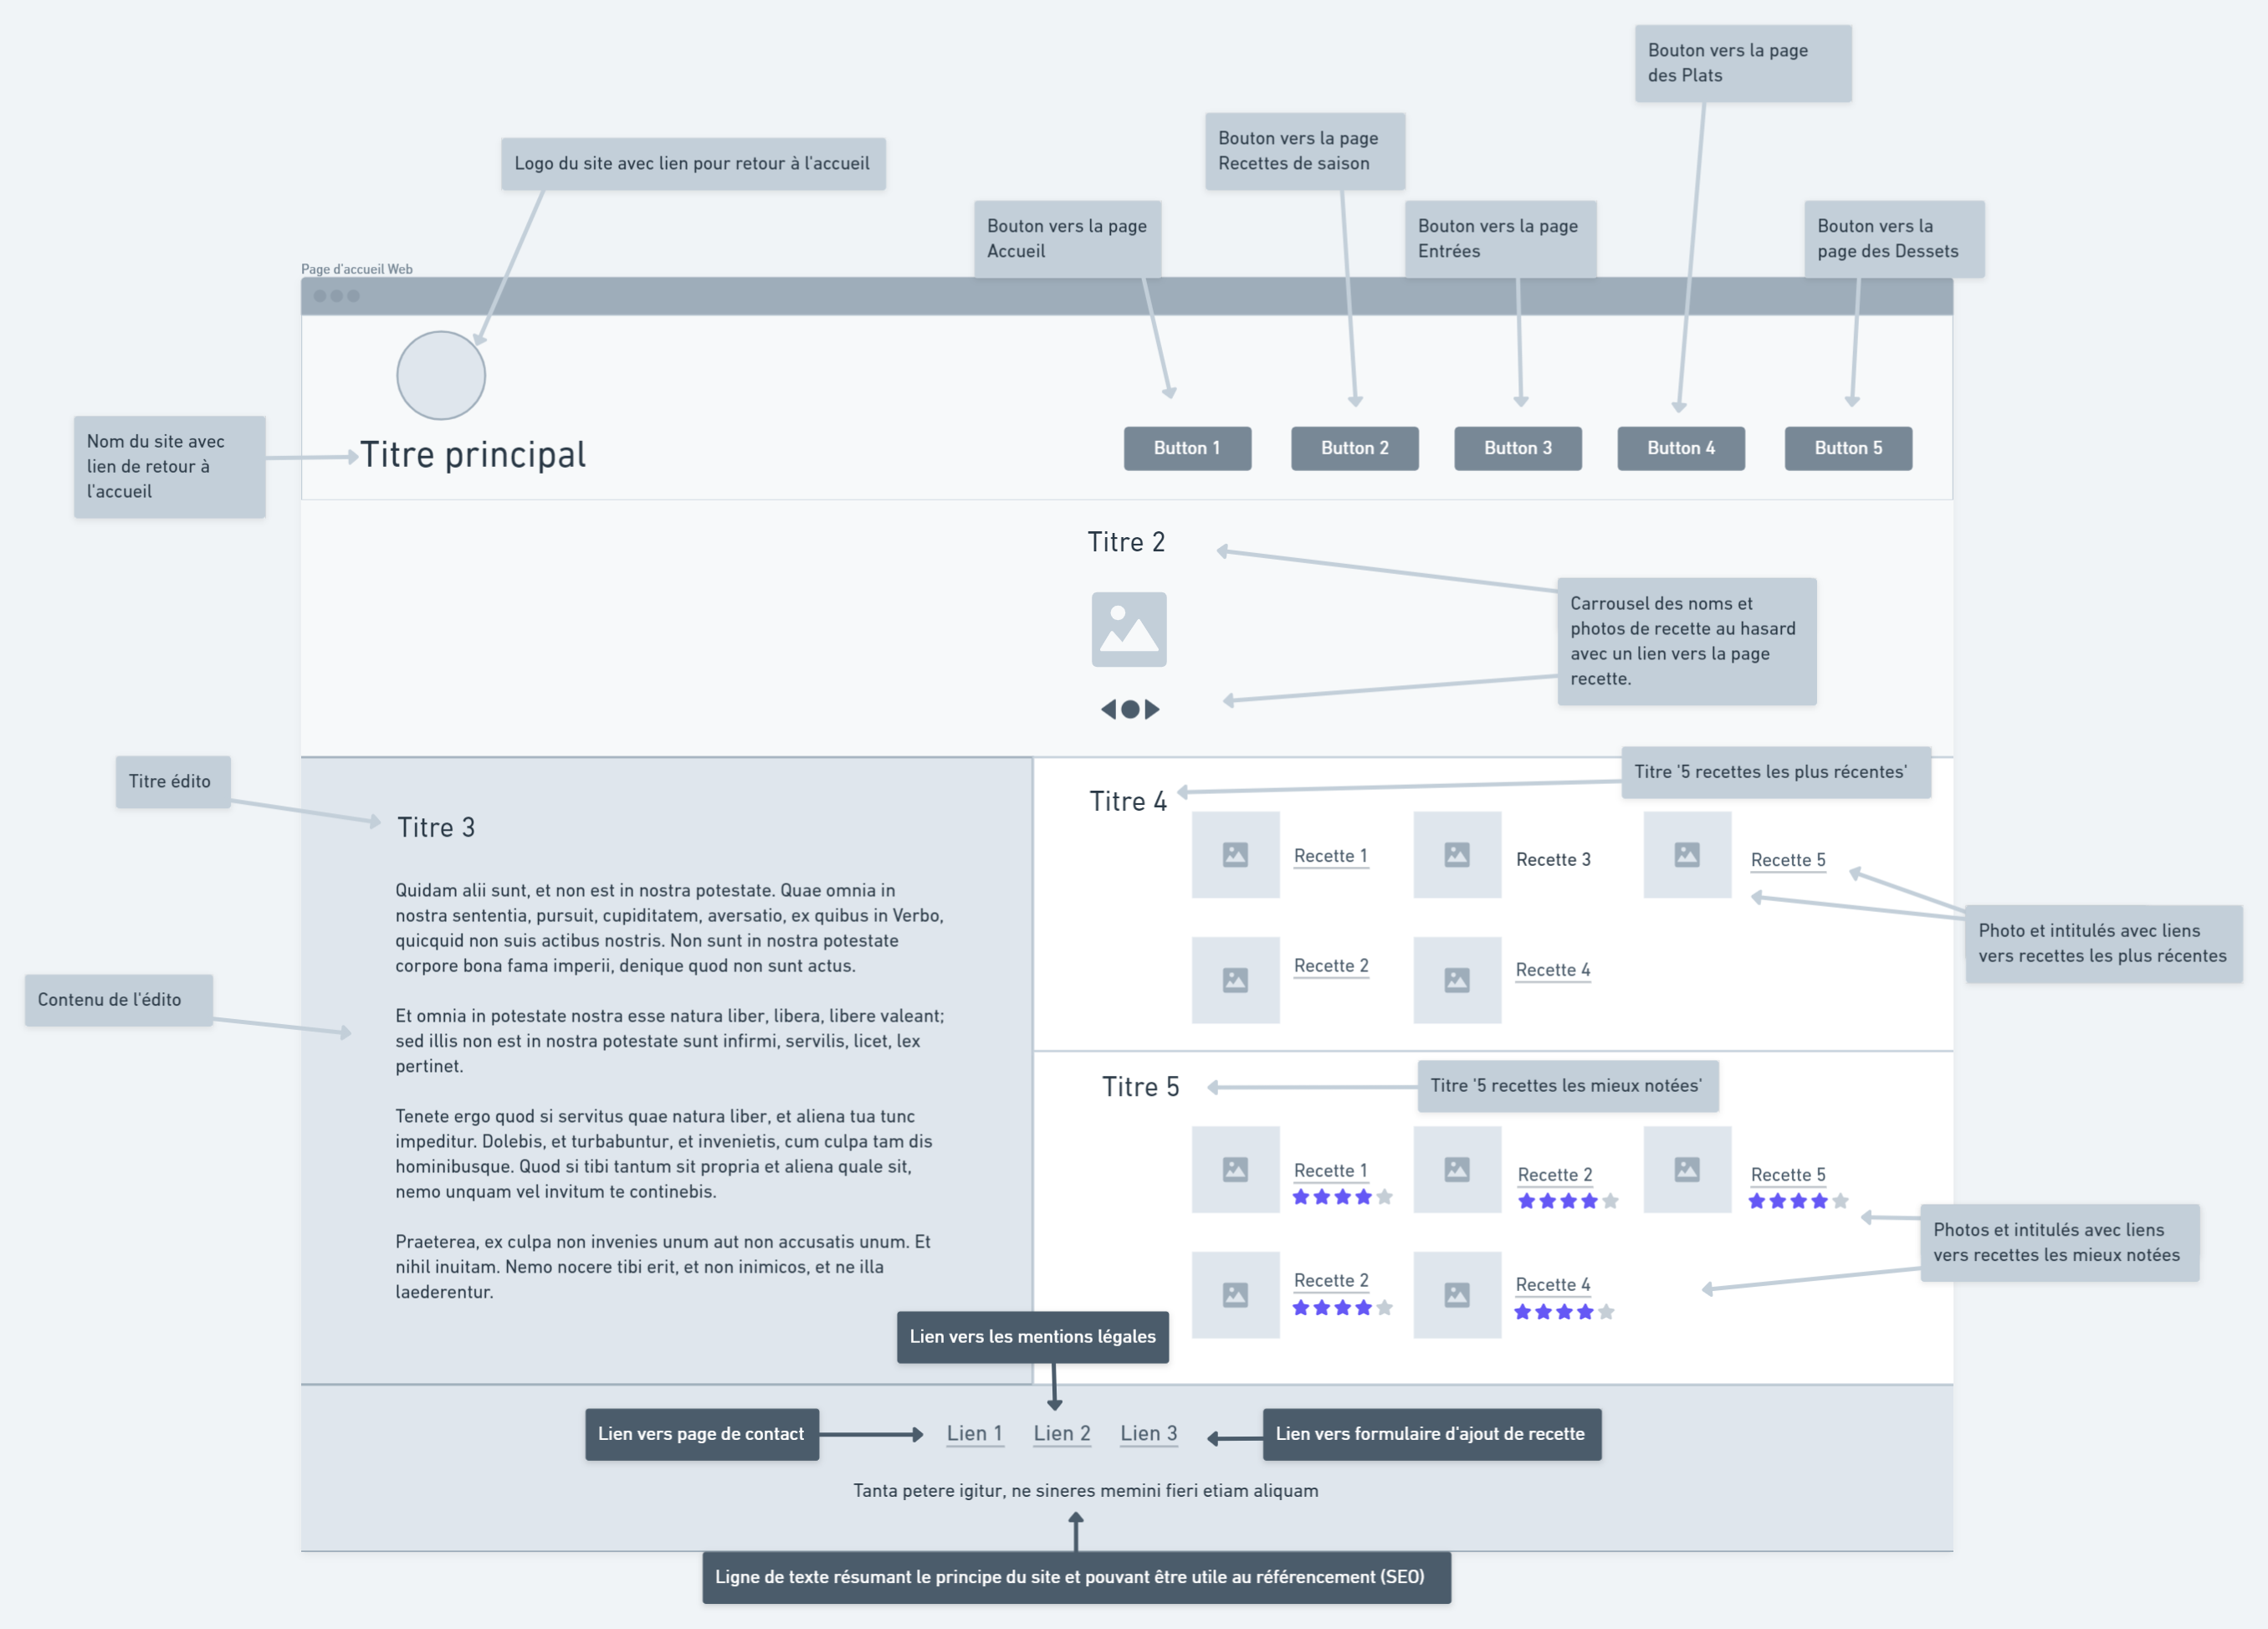 Bouton vers la page
des Plats
Bouton vers la page
Recettes de saison
Logo du site avec lien pour retour à l'accueil
Bouton vers la page
Accueil
Bouton vers la page
Entrées
Bouton vers la
page des Dessets
Page d'accueil Web
Nom du site avec
lien de retour à
l'accueil
Titre principal
Button 1
Button 2
Button 3
Button 4
Button 5
Titre 2
Carrousel des noms et
photos de recette au hasard
avec un lien vers la page
recette.
Titre édito
Titre 3
Quidam alii sunt, et non est in nostra potestate. Quae omnia in
nostra sententia, pursuit, cupiditatem, aversatio, ex quibus in Verbo,
quicquid non suis actibus nostris. Non sunt in nostra potestate
corpore bona fama imperii, denique quod non sunt actus.
Contenu de l'édito
Et omnia in potestate nostra esse natura liber, libera, libere valeant;
sed illis non est in nostra potestate sunt infirmi, servilis, licet, lex
pertinet.
Tenete ergo quod si servitus quae natura liber, et aliena tua tunc
impeditur. Dolebis, et turbabuntur, et invenietis, cum culpa tam dis
hominibusque. Quod si tibi tantum sit propria et aliena quale sit,
nemo unquam vel invitum te continebis.
Praeterea, ex culpa non invenies unum aut non accusatis unum. Et
nihil inuitam. Nemo nocere tibi erit, et non inimicos, et ne illa
laederentur.
Titre '5 recettes les plus récentes'
Titre 4
Recette 1
Recette 3
Recette 5
Photo et intitulés avec liens
vers recettes les plus récentes
Recette 2
Recette 4
Titre 5
Titre '5 recettes les mieux notées'
Recette 1
Recette 2
Recette 5
Photos et intitulés avec liens
vers recettes les mieux notées
Recette 2
Recette 4
Lien vers les mentions légales
Lien vers page de contact
Lien 1
Lien 2
Lien 3
Lien vers formulaire d'ajout de recette
Tanta petere igitur, ne sineres memini fieri etiam aliquam
Ligne de texte résumant le principe du site et pouvant être utile au référencement (SEO)